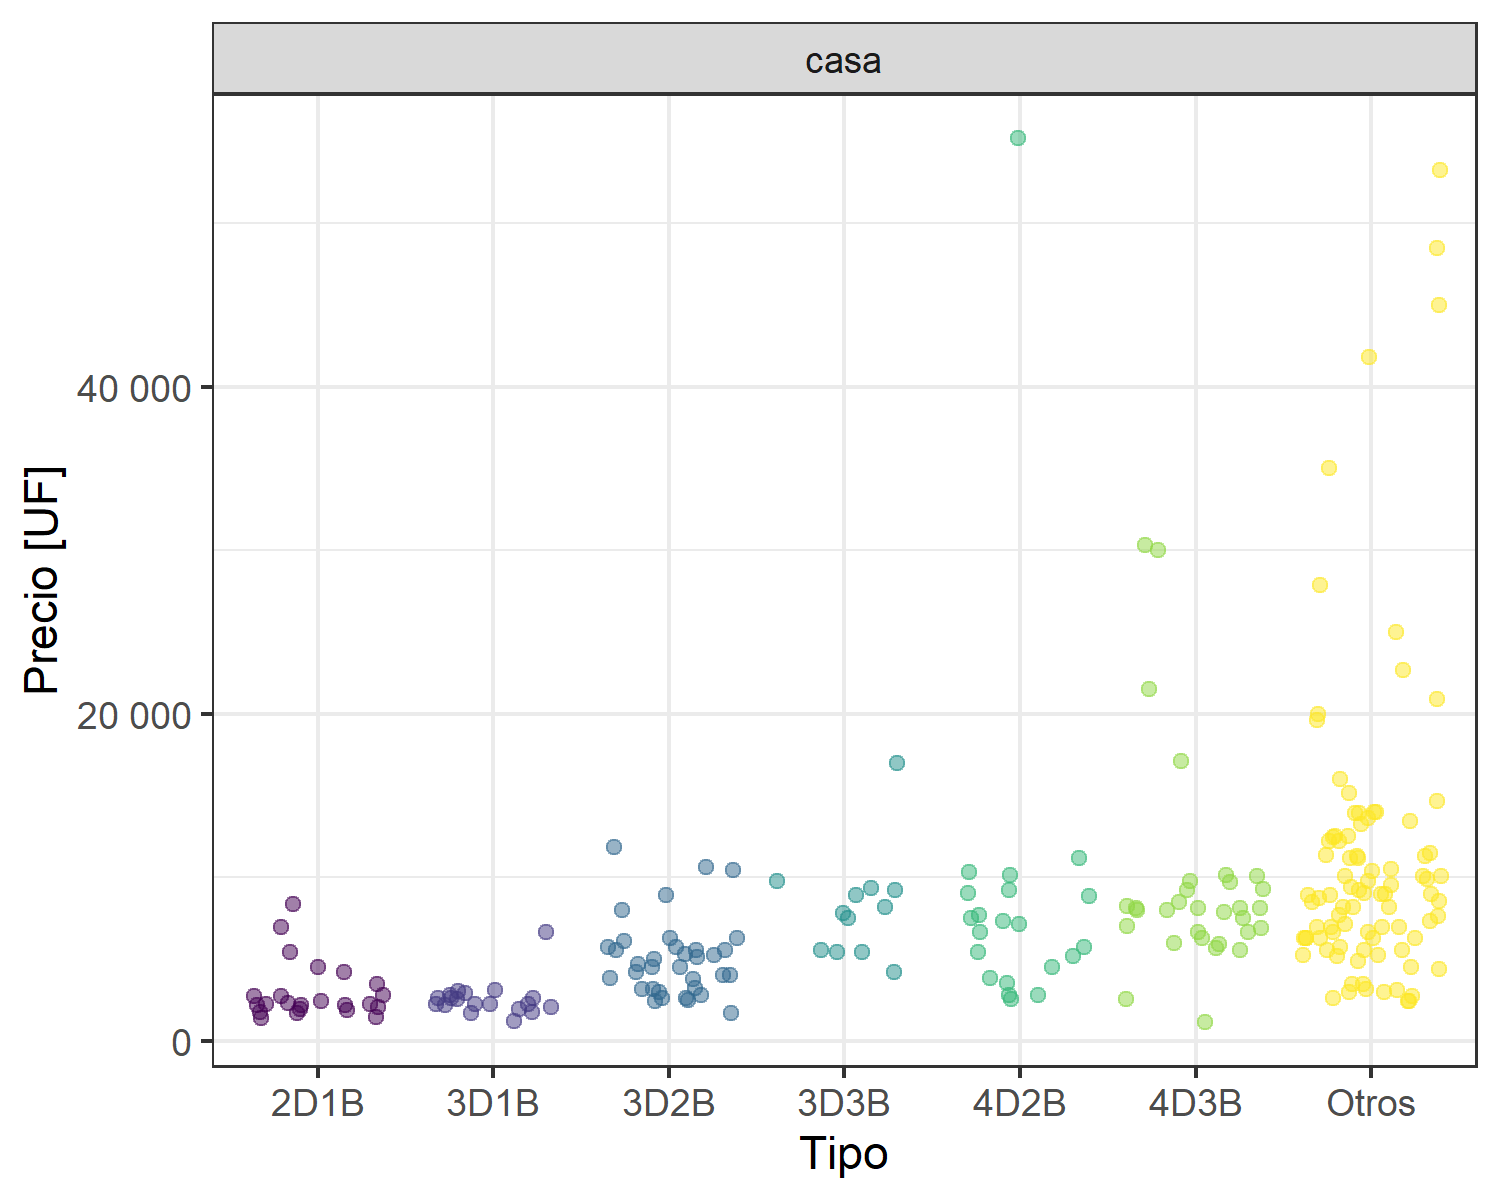 casa
Precio [UF]
40 000
20 000
0
2D1B 3D1B 3D2B 3D3B 4D2B 4D3B Otros
Tipo